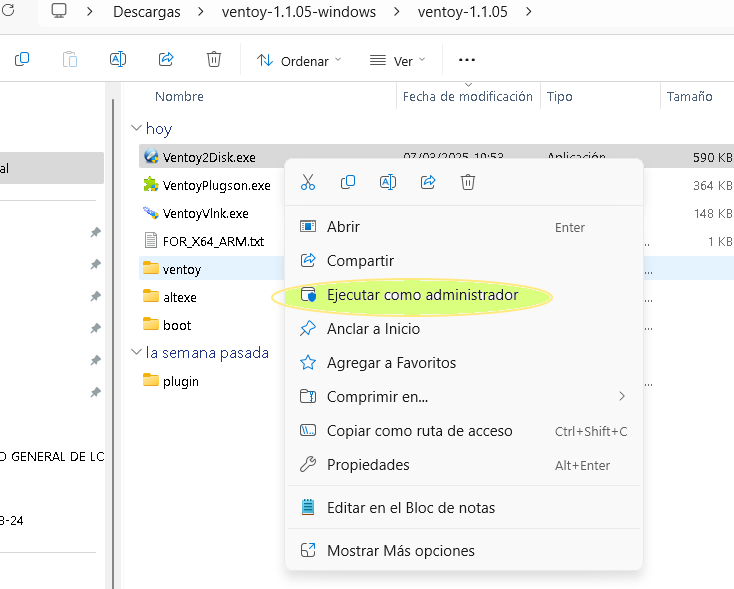 Descargas > ventoy-1.1.05-windows > ventoy-1.1.05 >
Ordenar Ver ...
Nombre Fecha de modificación Tipo Tamaño
hoy
al
Ventoy2Disk.exe 07/03/2025 10:53 Aplicación 590 KB
VentoyPlugson.exe 364 KB
VentoyVlnk.exe 148 KB
FOR_X64_ARM.txt .. 1 KB
ventoy ...
altexe ...
boot ...
la semana pasada
plugin ...
O GENERAL DE LC
3-24
Abrir Enter
Compartir
Ejecutar como administrador
Anclar a Inicio
Agregar a Favoritos
Comprimir en... >
Copiar como ruta de acceso Ctrl+Shift+C
Propiedades Alt+Enter
Editar en el Bloc de notas
Mostrar Más opciones